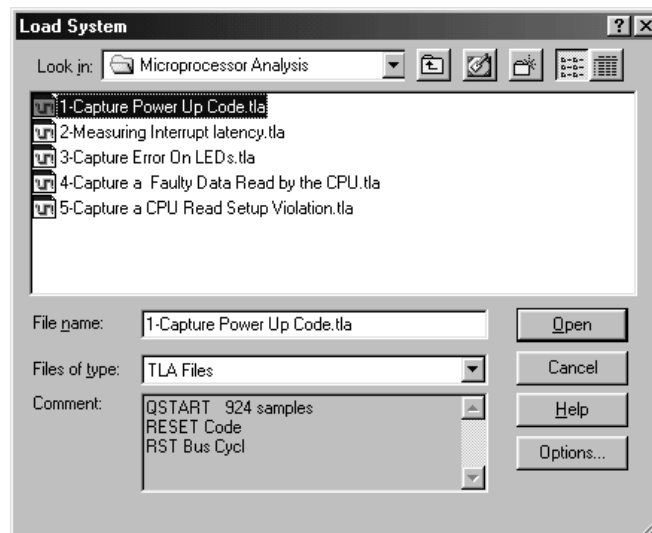 Load System
Look in: Microprocessor Analysis
1-Capture Power Up Code.tla
2-Measuring Interrupt latency.tla
3-Capture Error On LEDs.tla
4-Capture a  Faulty Data Read by the CPU.tla
5-Capture a CPU Read Setup Violation.tla
File name: 1-Capture Power Up Code.tla Open
Files of type: TLA Files Cancel
Comment: QSTART   924 samples Help
RESET Code
RST Bus Cycl Options...